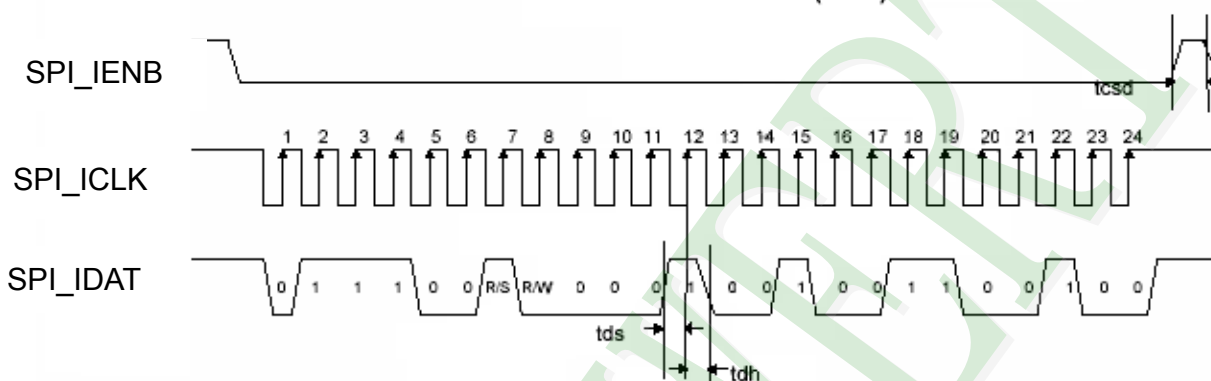 SPI_IENB
tcsd
1 2 3 4 5 6 7 8 9 10 11 12 13 14 15 16 17 18 19 20 21 22 23 24
SPI_ICLK
SPI_IDAT
0 1 1 1 0 0 R/S R/W 0 0 0 1 0 0 1 0 0 1 1 0 0 1 0 0
tds
tdh